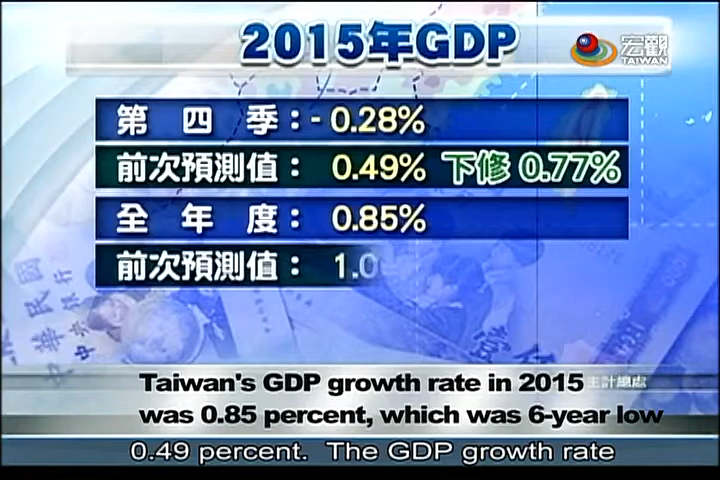 2015年GDP
宏觀
TAIWAN
第 四 季：- 0.28%
前次預測值： 0.49% 下修 0.77%
全 年 度： 0.85%
前次預測值： 1.0
主計總處
Taiwan's GDP growth rate in 2015
was 0.85 percent, which was 6-year low
0.49 percent. The GDP growth rate